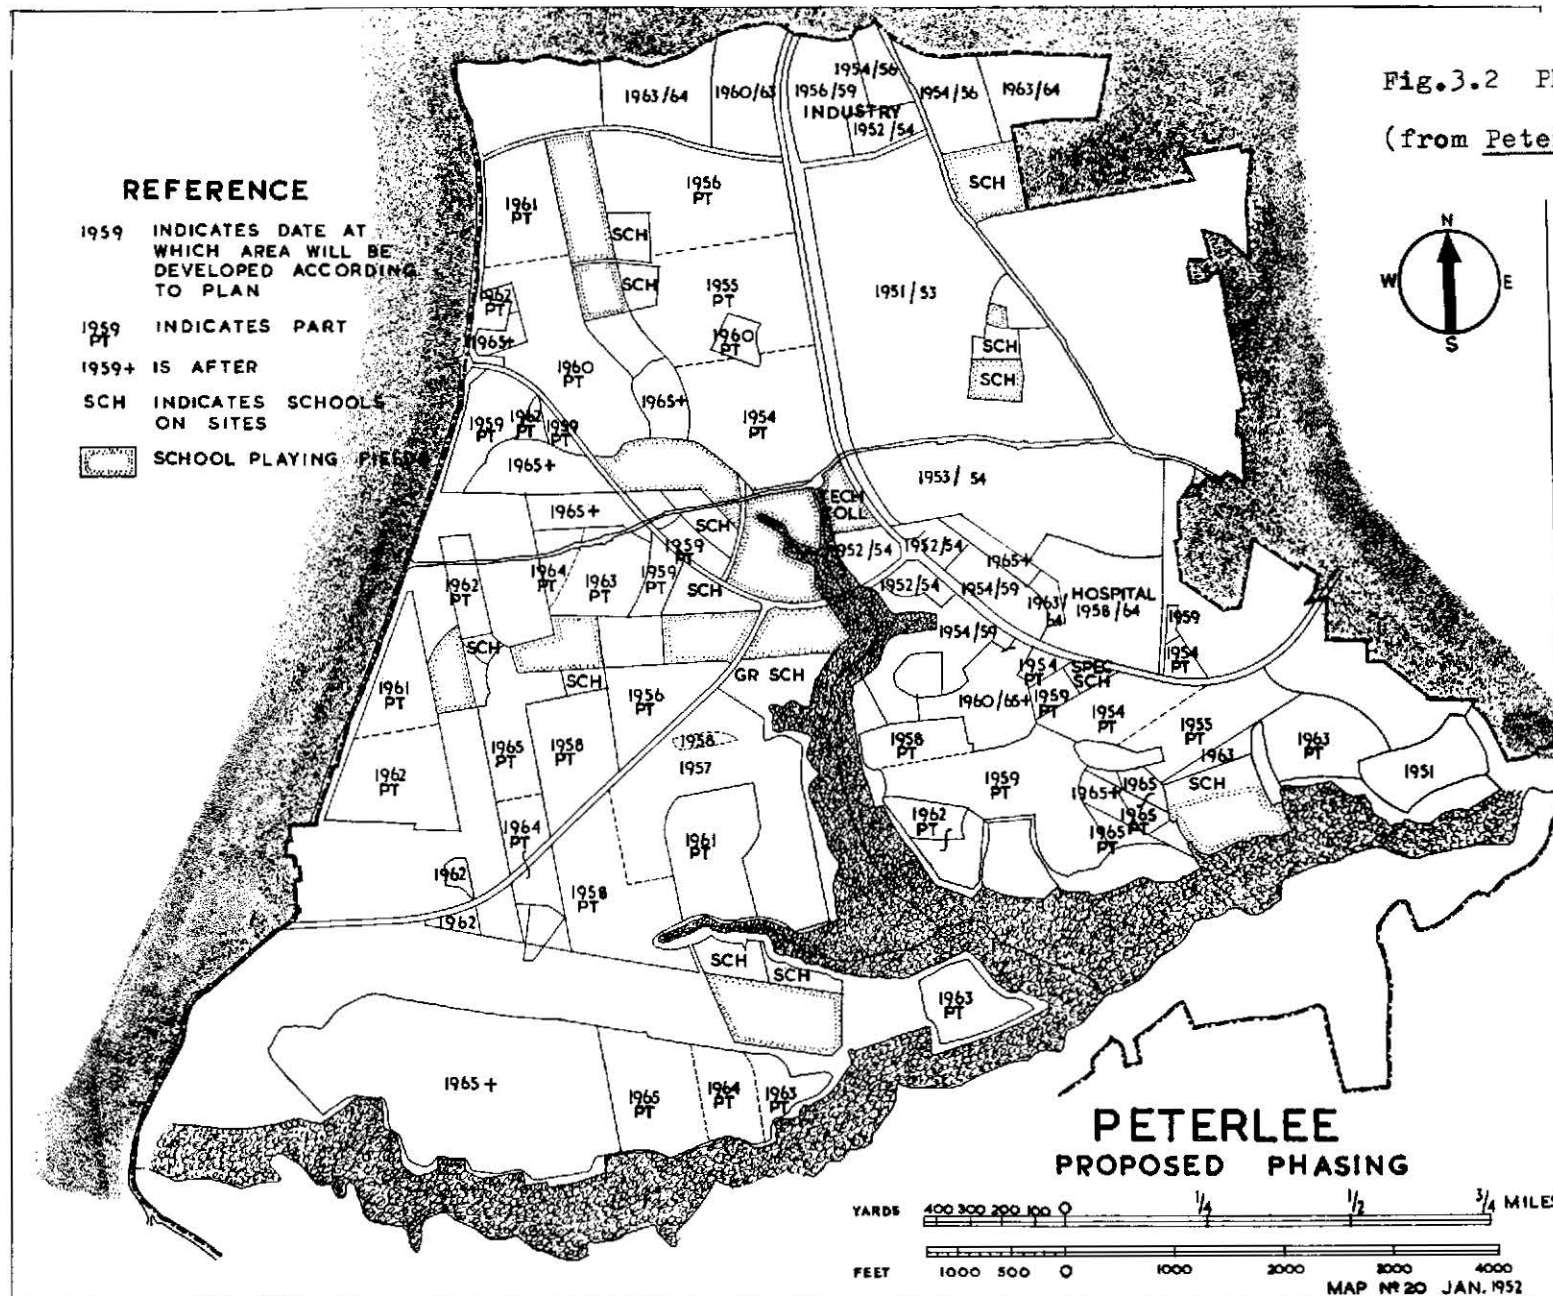 Fig.3.2
(from
REFERENCE
1959 INDICATES DATE AT
WHICH AREA WILL BE
DEVELOPED ACCORDING
TO PLAN
1959
PT INDICATES PART
1959+ IS AFTER
SCH INDICATES SCHOOLS
ON SITES
SCHOOL PLAYING
N
W E
S
1963/64
1960/63
1956/59
1954/56
1954/56
1963/64
INDUSTRY
1952/54
SCH
1961
PT
1956
PT
SCH
SCH
1955
PT
1951/53
1962
PT
1965+
1960
PT
SCH
SCH
1960
PT
1965+
1959
PT
1962
PT
1959
PT
1954
PT
1965+
1953/ 54
TECH
COLL
1965+
SCH
1959
PT
1952/54
1952/54
1965+
1962
PT
1964
PT
1963
PT
1959
PT
SCH
1952/54
1954/59
1963/
64
HOSPITAL
1958/64
1959
SCH
1954/59
1954
PT
SCH
GR SCH
1954
PT
SPEC
SCH
1961
PT
1956
PT
1960/65+
1959
PT
1954
PT
1955
PT
1965
PT
1958
PT
1958
1957
1958
PT
1963
1963
PT
1951
1962
PT
1959
PT
1965+
1965
SCH
1964
PT
1961
PT
1962
PT
1965
PT
1965
PT
1962
1958
PT
1962
SCH
SCH
1963
PT
1965+
1965
PT
1964
PT
1963
PT
PETERLEE
PROPOSED PHASING
YARDS 400 300 200 100 0 1/4 1/2 3/4 MILES
FEET 1000 500 0 1000 2000 3000 4000
MAP Nº 20 JAN. 1952